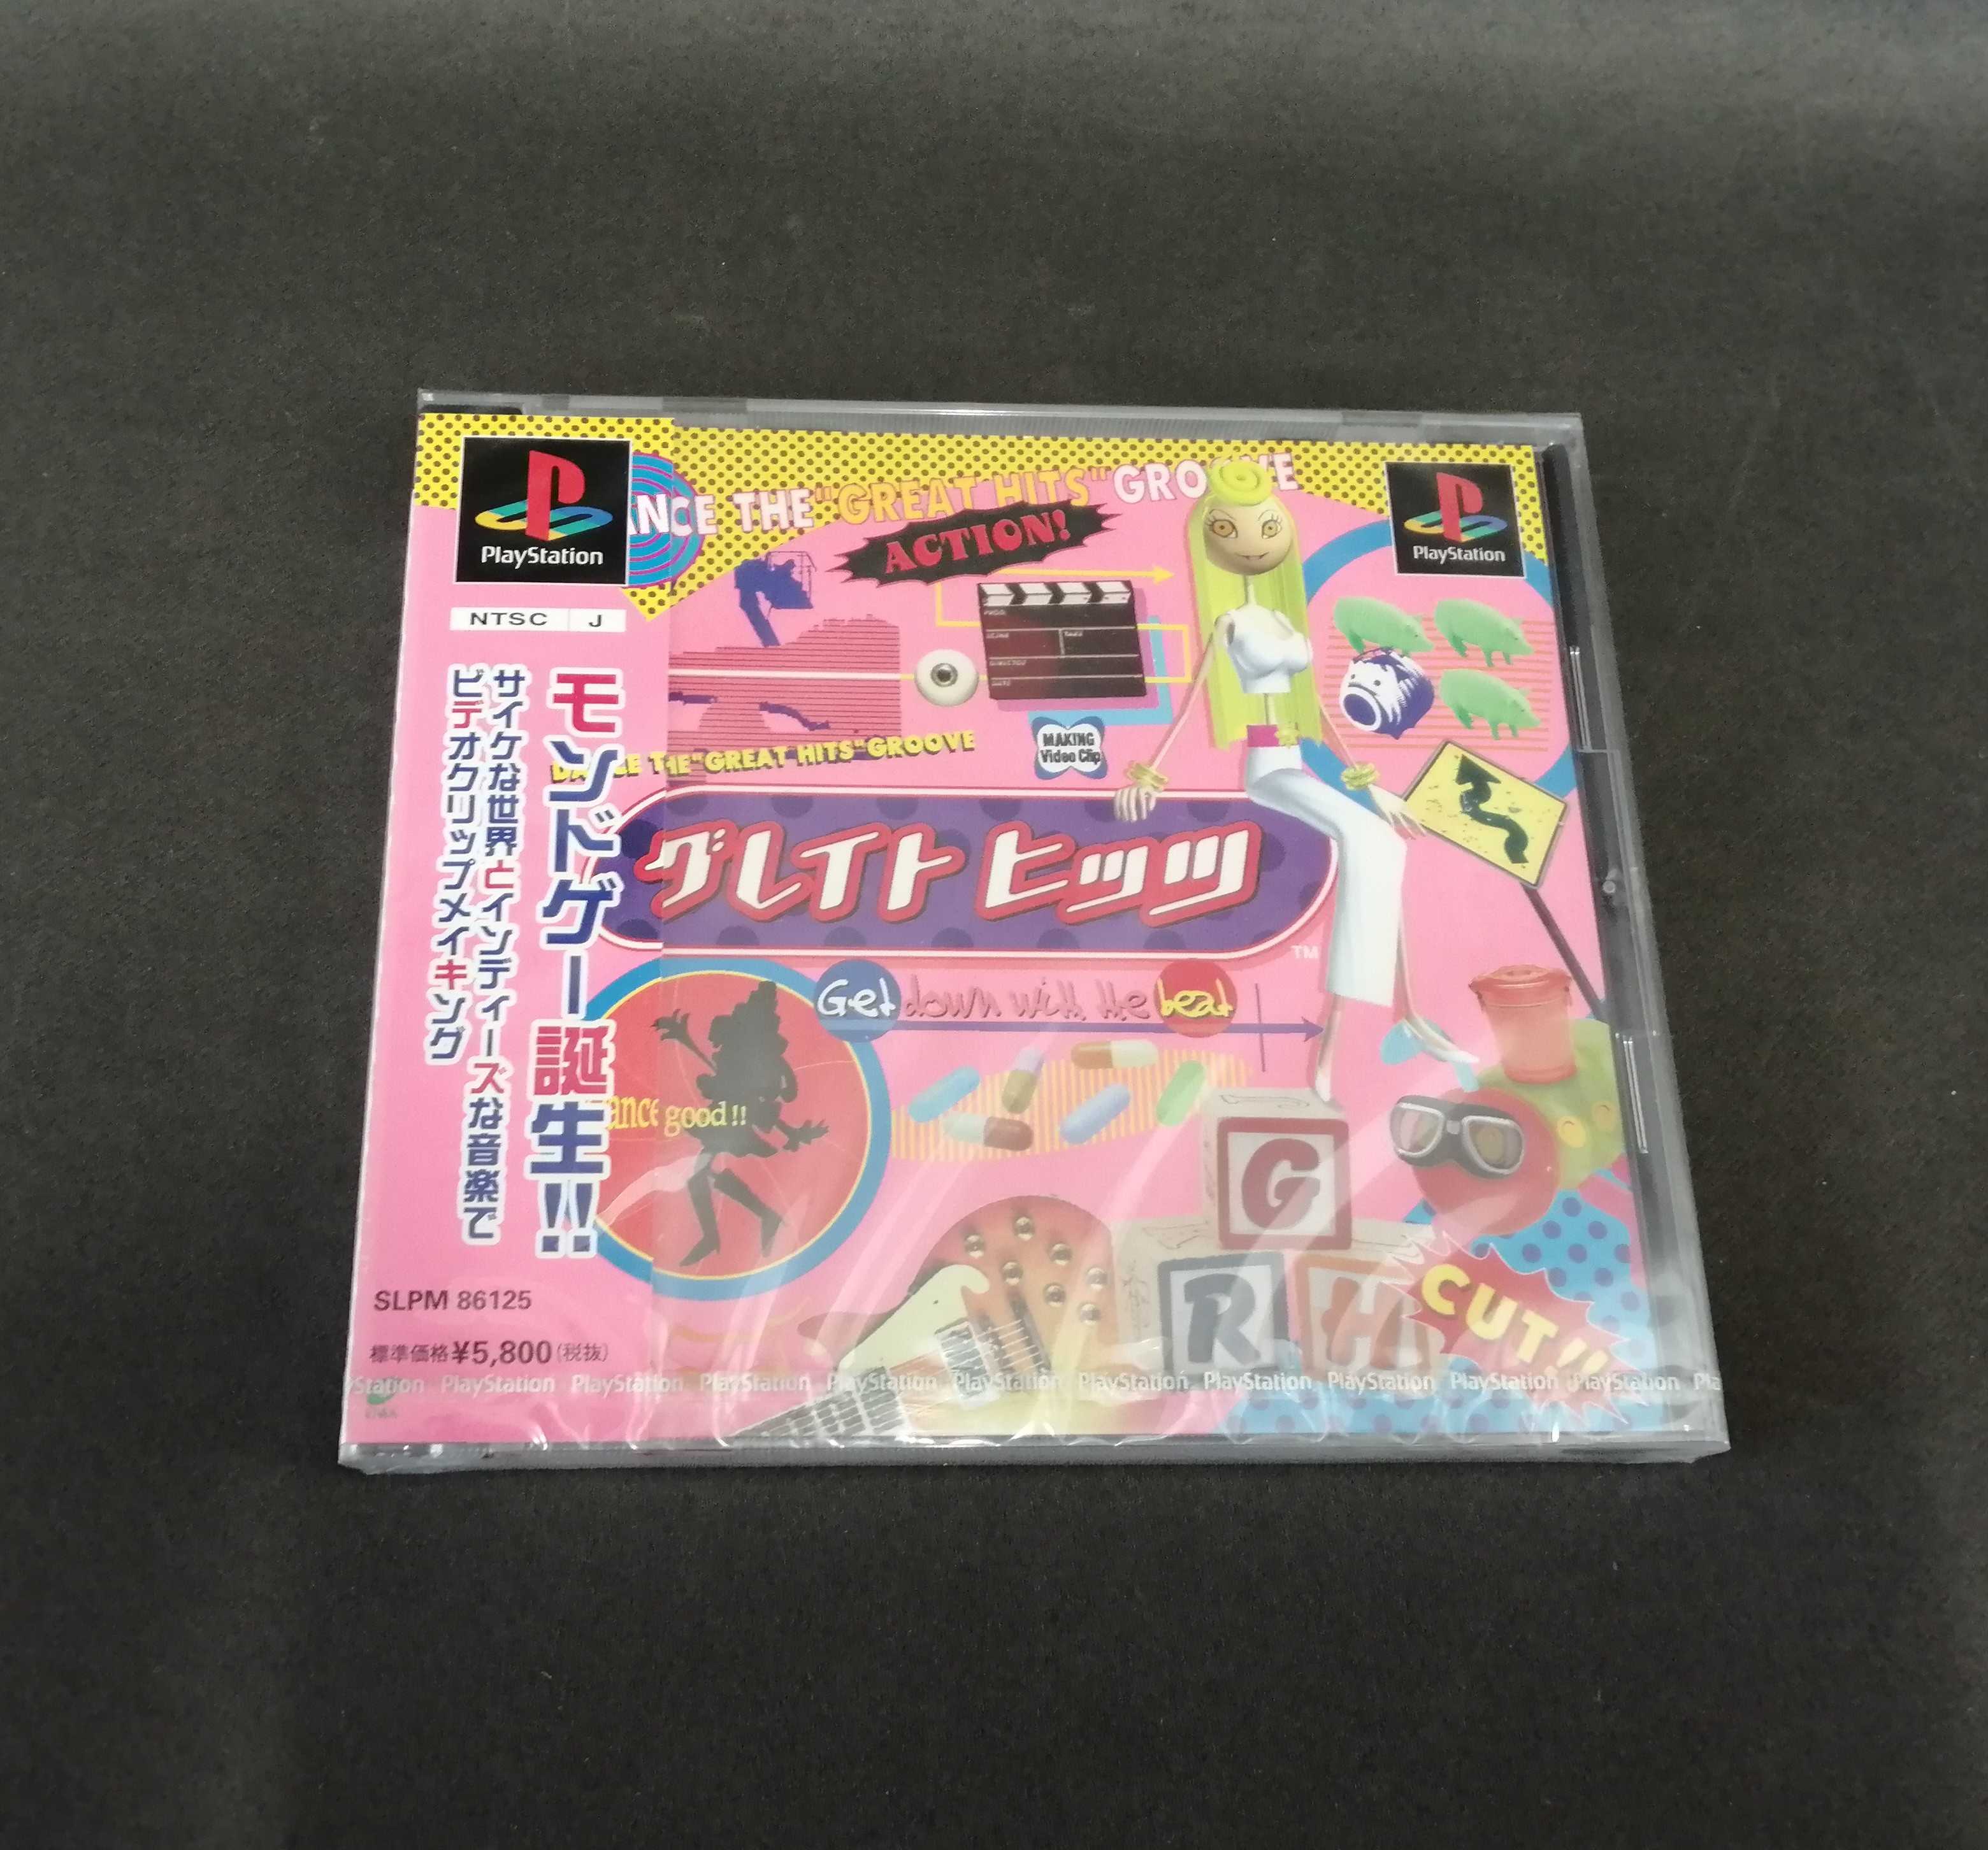 PlayStation
NTSC J
モンドゲー誕生!!
サイケな世界とインディーズな音楽で
ビデオクリップメイキング
SLPM 86125
標準価格¥5,800(税抜)
ANCE THE "GREAT HITS" GROOVE
ACTION!
PlayStation
DANCE THE "GREAT HITS" GROOVE
MAKING
Video Clip
グレイト ヒッツ
TM
Get down with the beat
ance good!!
G
R H
CUT!!
Station PlayStation PlayStation PlayStation PlayStation PlayStation PlayStation PlayStation PlayStation PlayStation PlayStation Pla